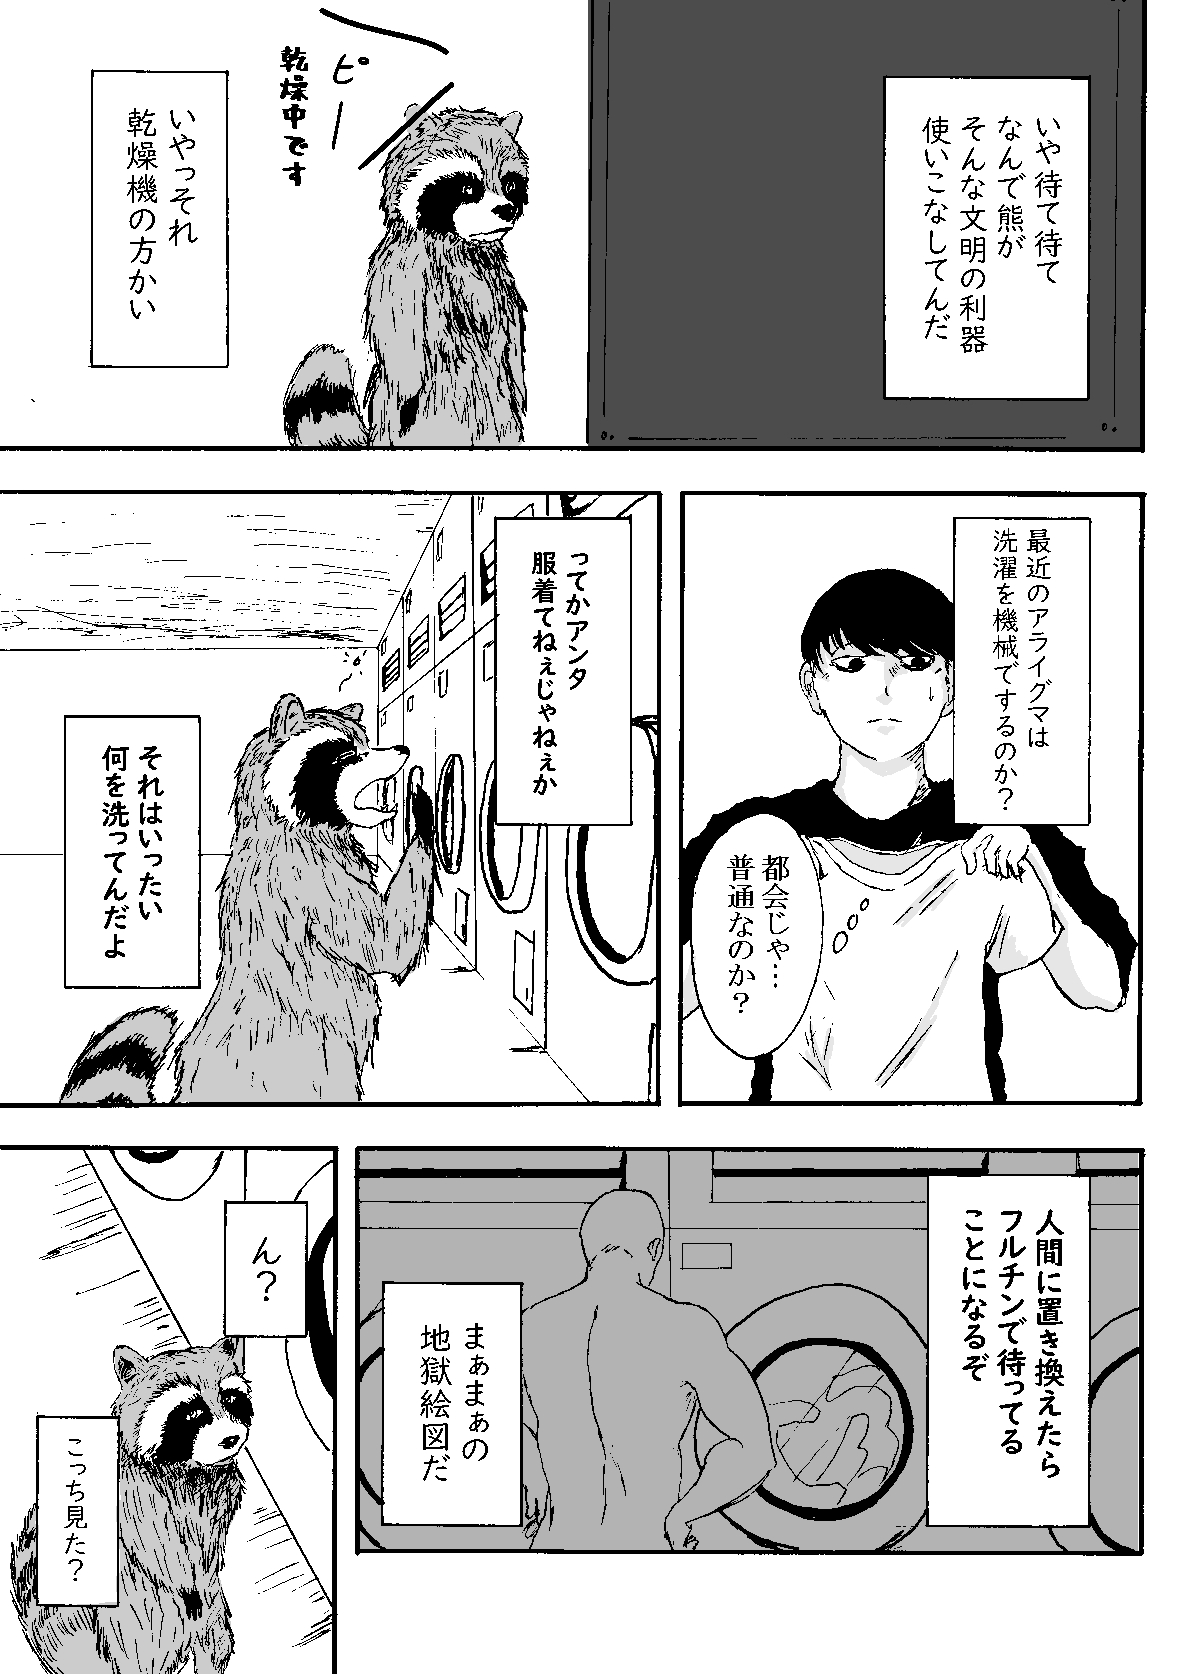 いや待て待て
なんで熊が
そんな文明の利器
使いこなしてんだ
ピー
乾燥中です
いやっそれ
乾燥機の方かい
最近のアライグマは
洗濯を機械でするのか？
都会じゃ…
普通なのか？
ってかアンタ
服着てねぇじゃねぇか
それはいったい
何を洗ってんだよ
人間に置き換えたら
フルチンで待ってる
ことになるぞ
まぁまぁの
地獄絵図だ
ん？
こっち見た？